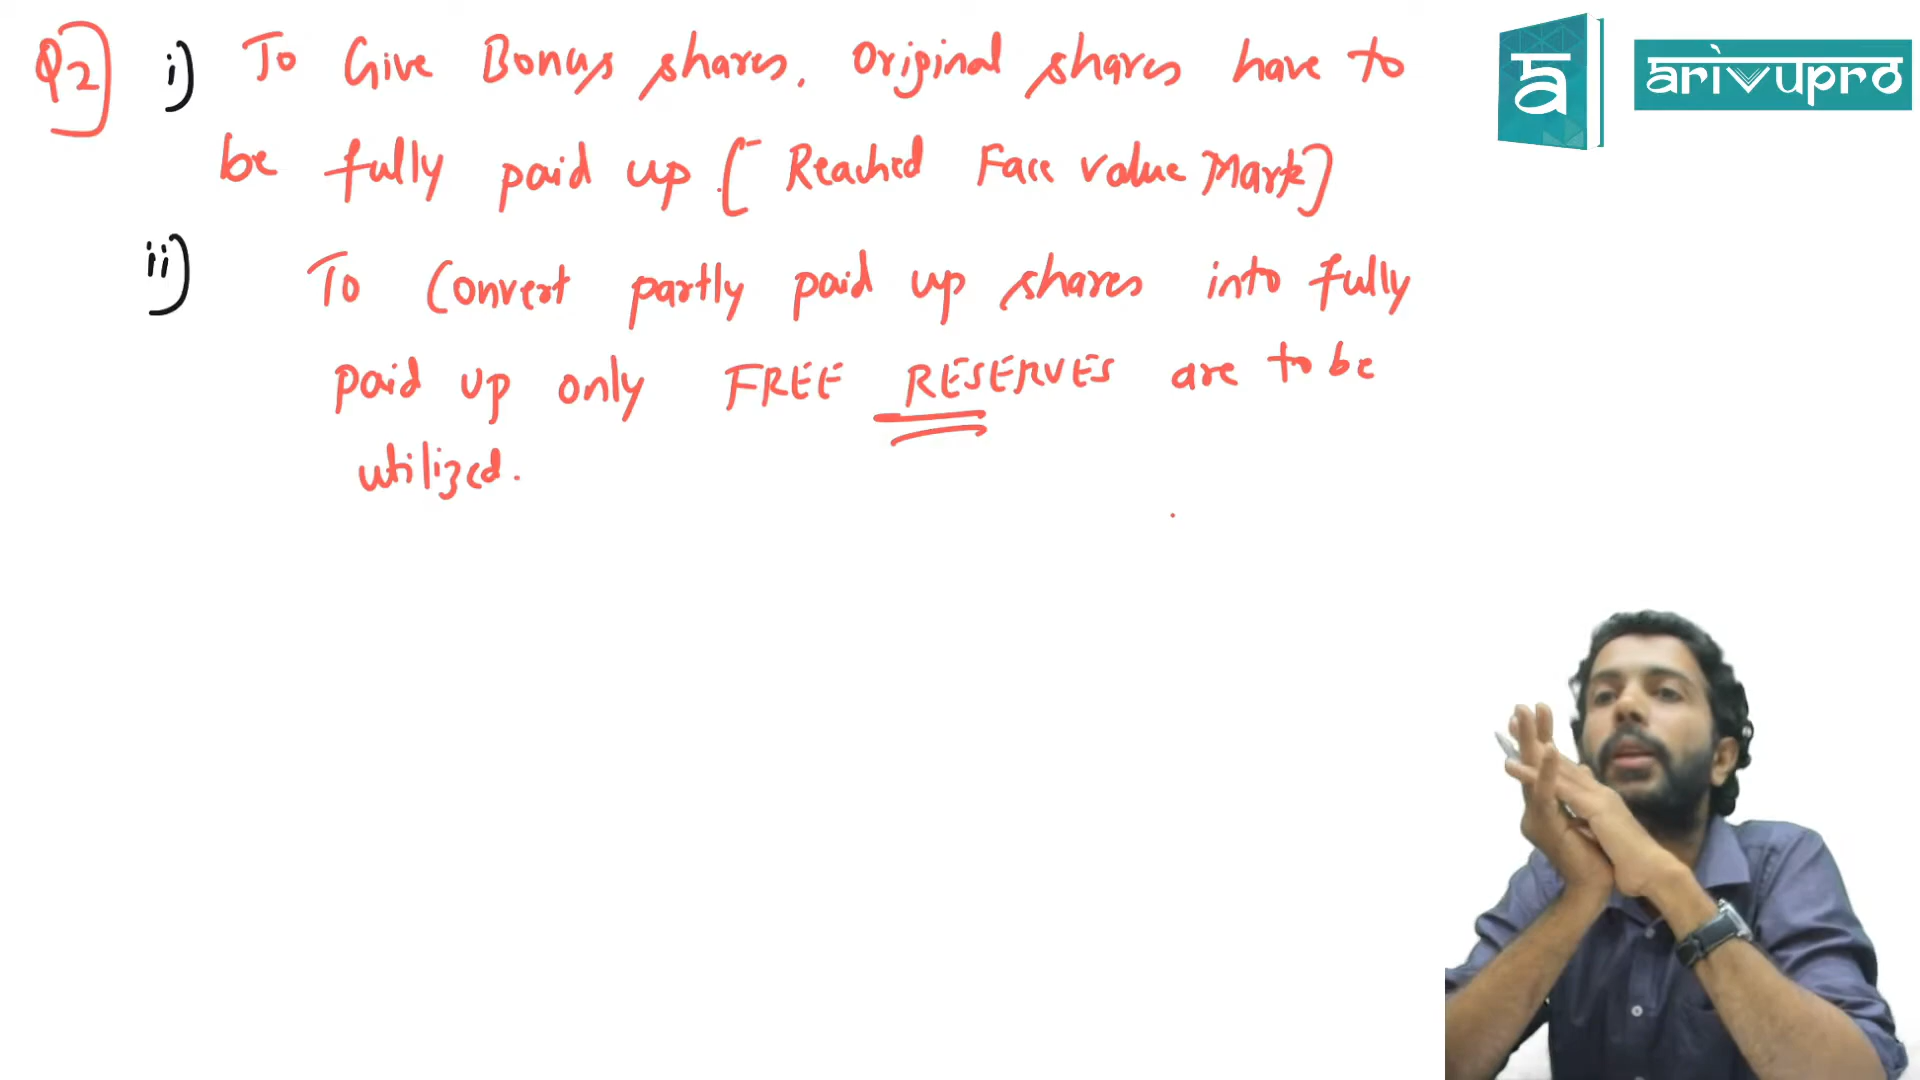 Q2] i) To Give Bonus shares. Original shares have to
be fully paid up [Reached Face value Mark]
ii) To Convert partly paid up shares into fully
paid up only FREE RESERVES are to be
utilized.
a
arivupro